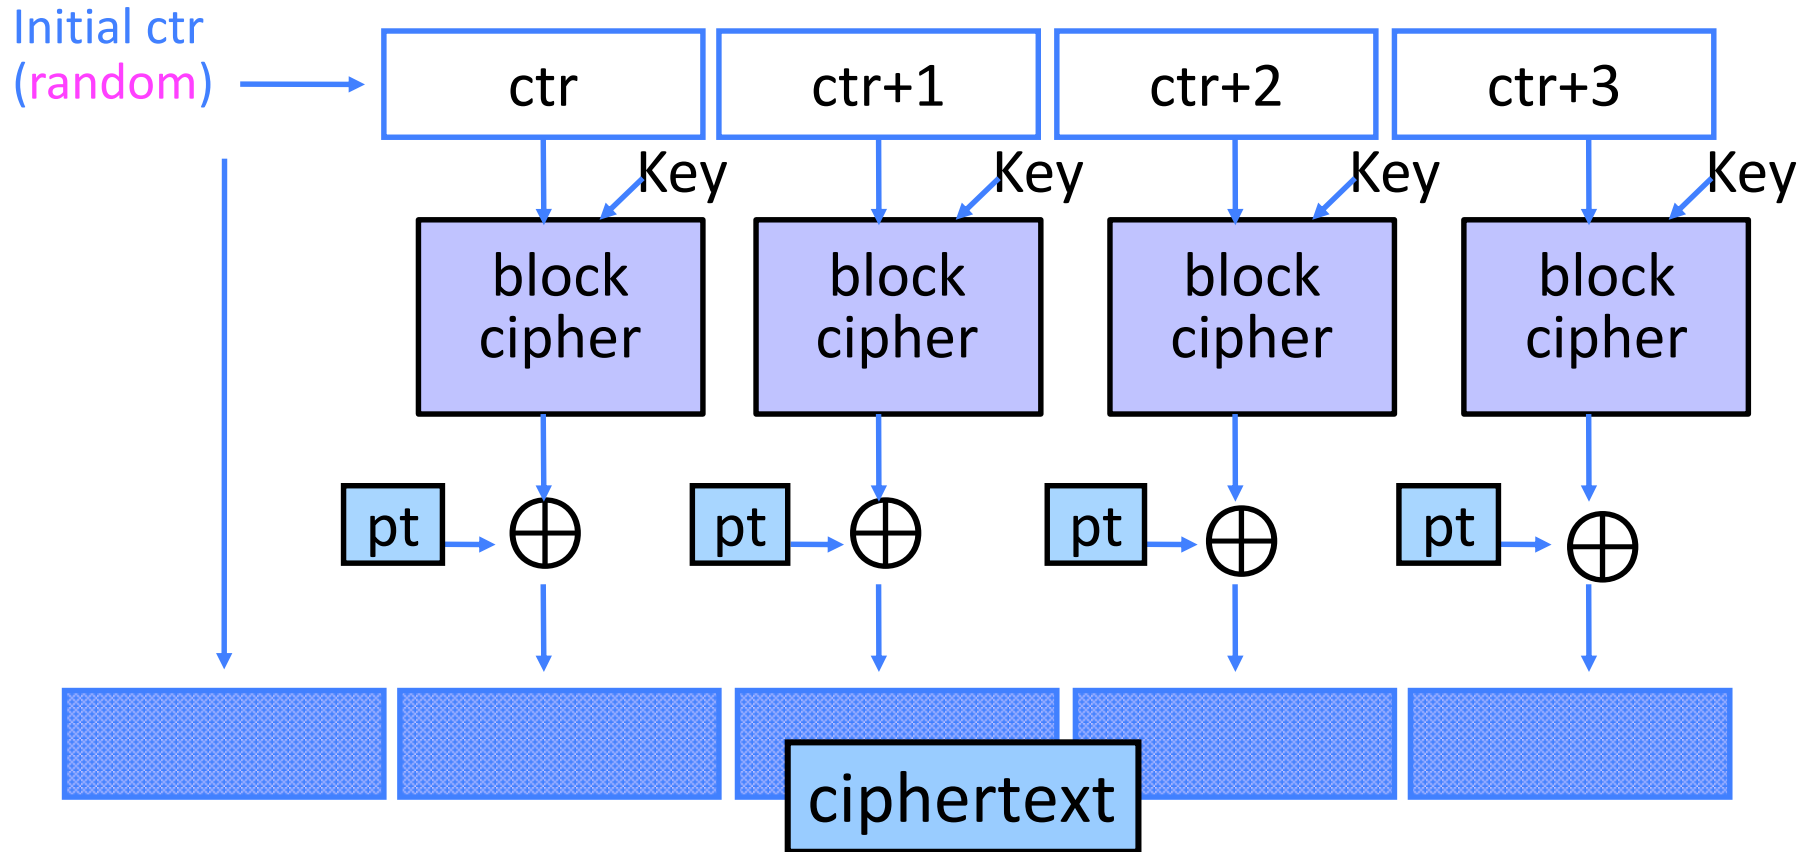 Initial ctr
(random)
ctr
ctr+1
ctr+2
ctr+3
Key
Key
Key
Key
block
cipher
block
cipher
block
cipher
block
cipher
pt
pt
pt
pt
ciphertext